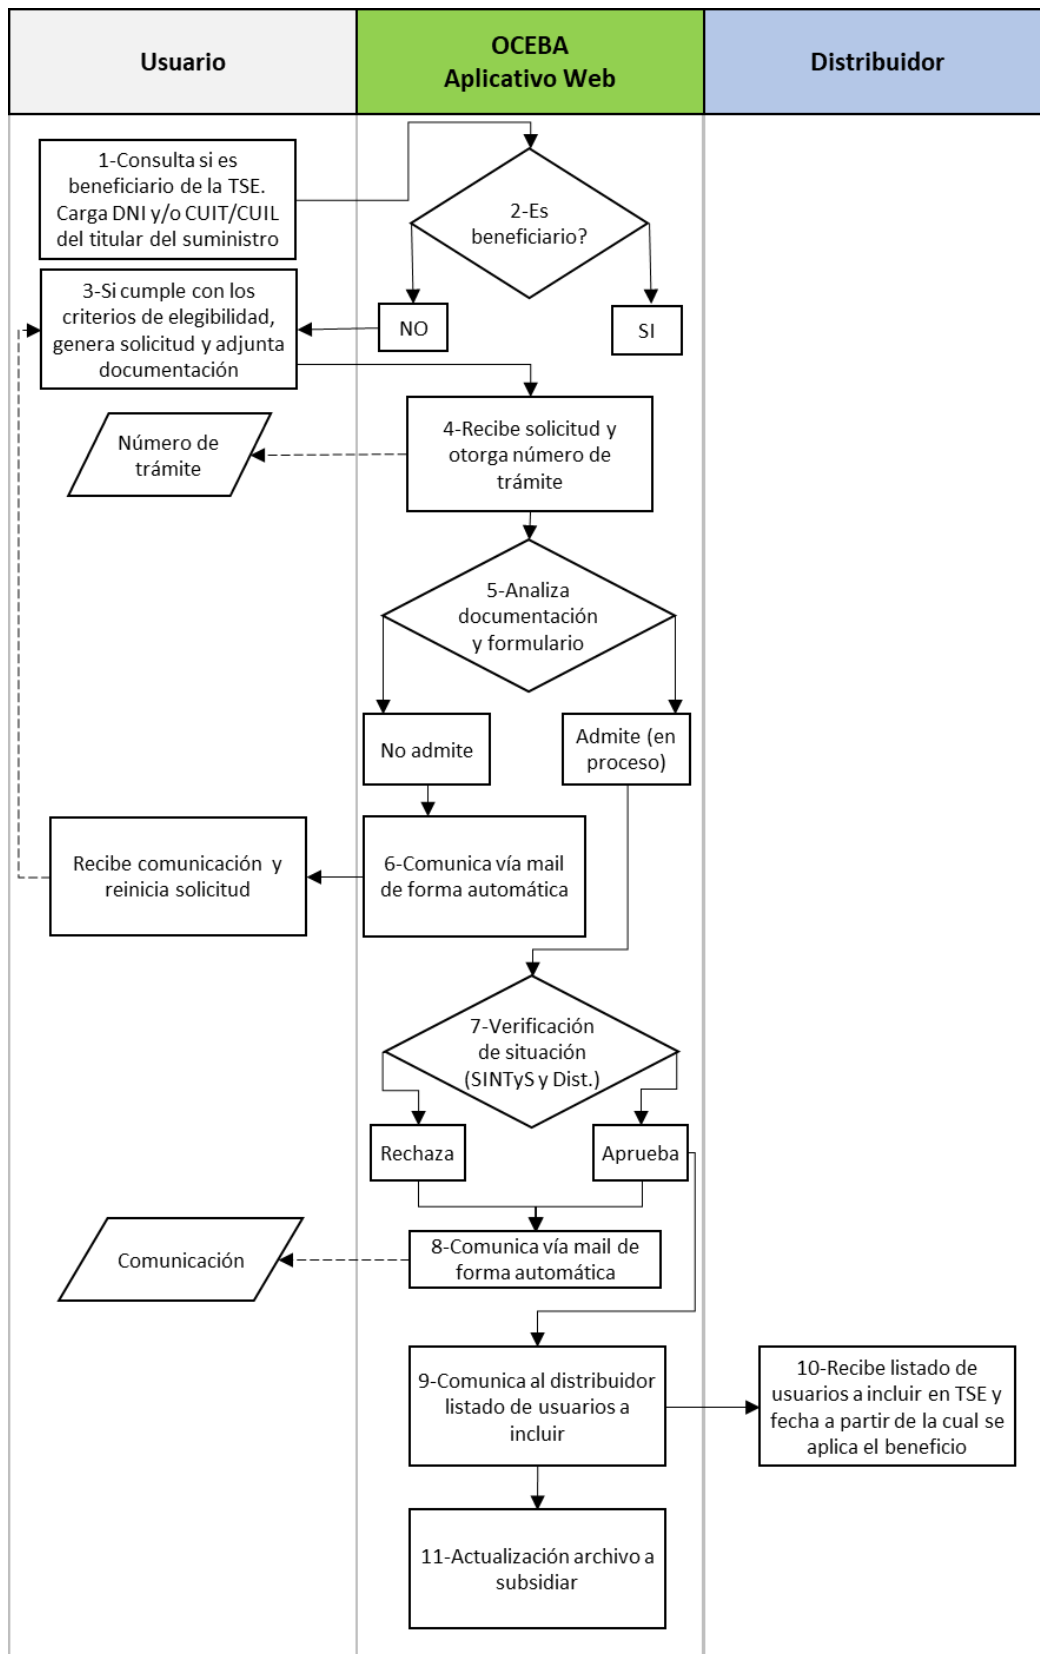 Usuario
OCEBA
Aplicativo Web
Distribuidor
1-Consulta si es
beneficiario de la TSE.
Carga DNI y/o CUIT/CUIL
del titular del suministro
2-Es
beneficiario?
NO
SI
3-Si cumple con los
criterios de elegibilidad,
genera solicitud y adjunta
documentación
4-Recibe solicitud y
otorga número de
trámite
Número de
trámite
5-Analiza
documentación
y formulario
No admite
Admite (en
proceso)
6-Comunica vía mail
de forma automática
Recibe comunicación y
reinicia solicitud
7-Verificación
de situación
(SINTyS y Dist.)
Rechaza
Aprueba
8-Comunica vía mail de
forma automática
Comunicación
9-Comunica al distribuidor
listado de usuarios a
incluir
10-Recibe listado de
usuarios a incluir en TSE y
fecha a partir de la cual se
aplica el beneficio
11-Actualización archivo a
subsidiar